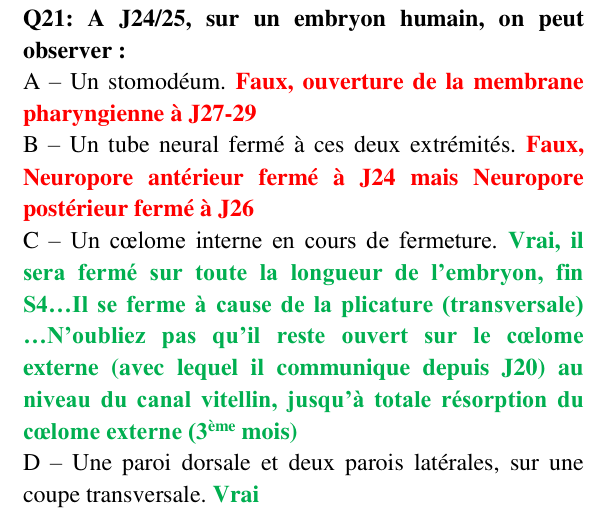 Q21: A J24/25, sur un embryon humain, on peut
observer :
A – Un stomodéum. Faux, ouverture de la membrane
pharyngienne à J27-29
B – Un tube neural fermé à ces deux extrémités. Faux,
Neuropore antérieur fermé à J24 mais Neuropore
postérieur fermé à J26
C – Un cœlome interne en cours de fermeture. Vrai, il
sera fermé sur toute la longueur de l’embryon, fin
S4…Il se ferme à cause de la plicature (transversale)
…N’oubliez pas qu’il reste ouvert sur le cœlome
externe (avec lequel il communique depuis J20) au
niveau du canal vitellin, jusqu’à totale résorption du
cœlome externe (3ème mois)
D – Une paroi dorsale et deux parois latérales, sur une
coupe transversale. Vrai